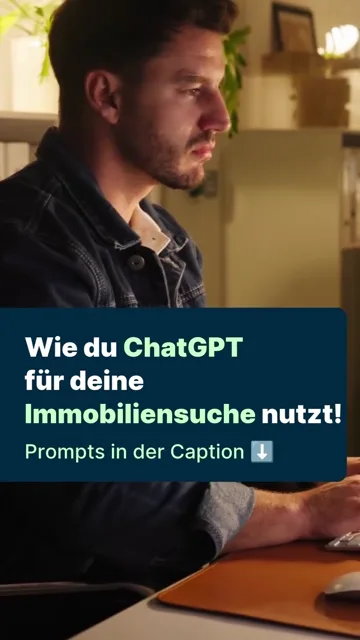 Wie du ChatGPT
für deine
Immobiliensuche nutzt!
Prompts in der Caption ⬇️